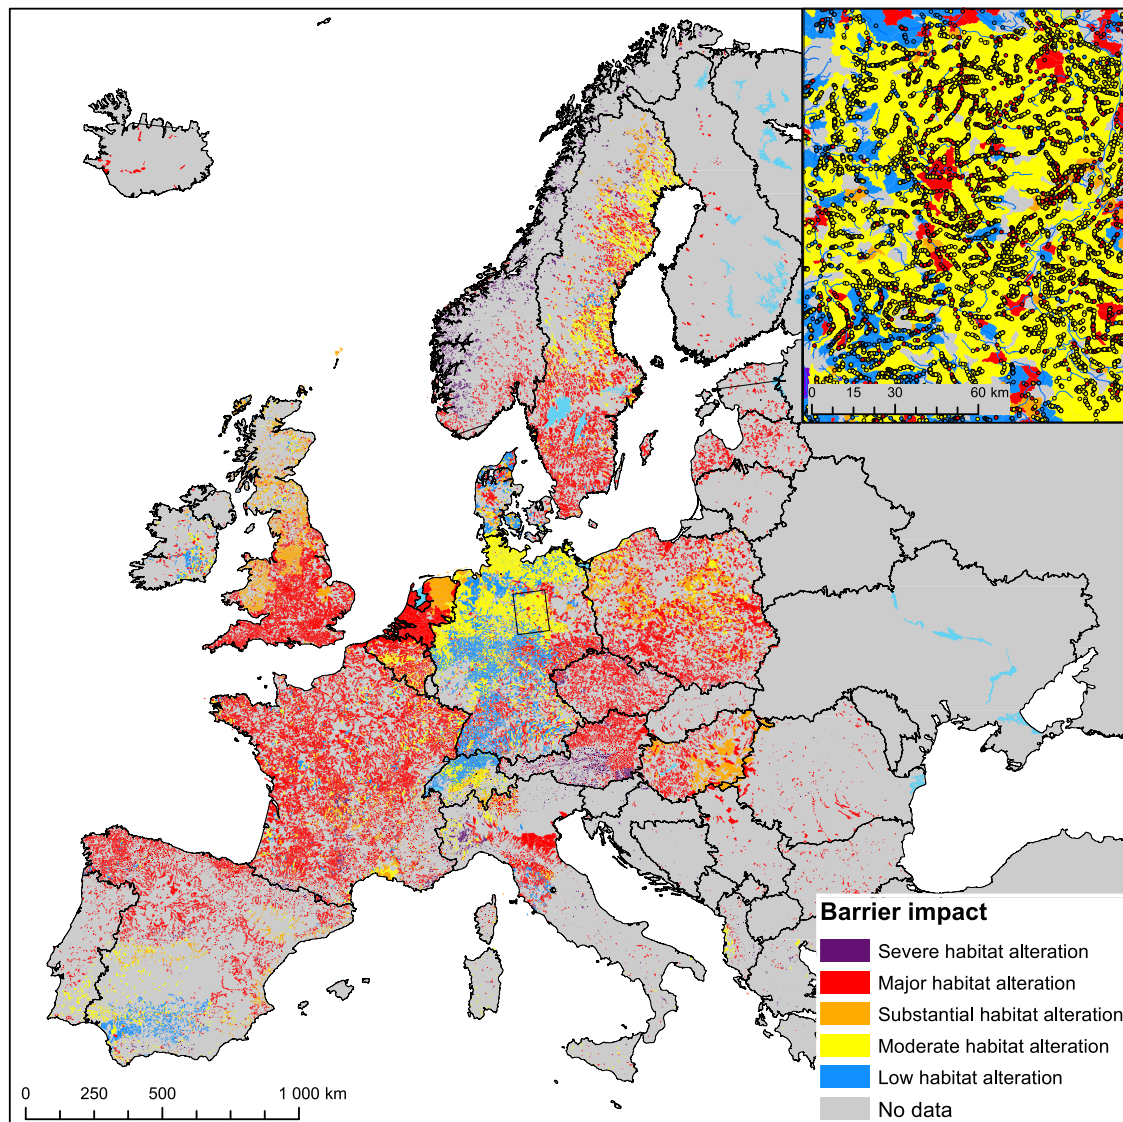 0 15 30 60 km
Barrier impact
Severe habitat alteration
Major habitat alteration
Substantial habitat alteration
Moderate habitat alteration
Low habitat alteration
No data
0 250 500 1 000 km